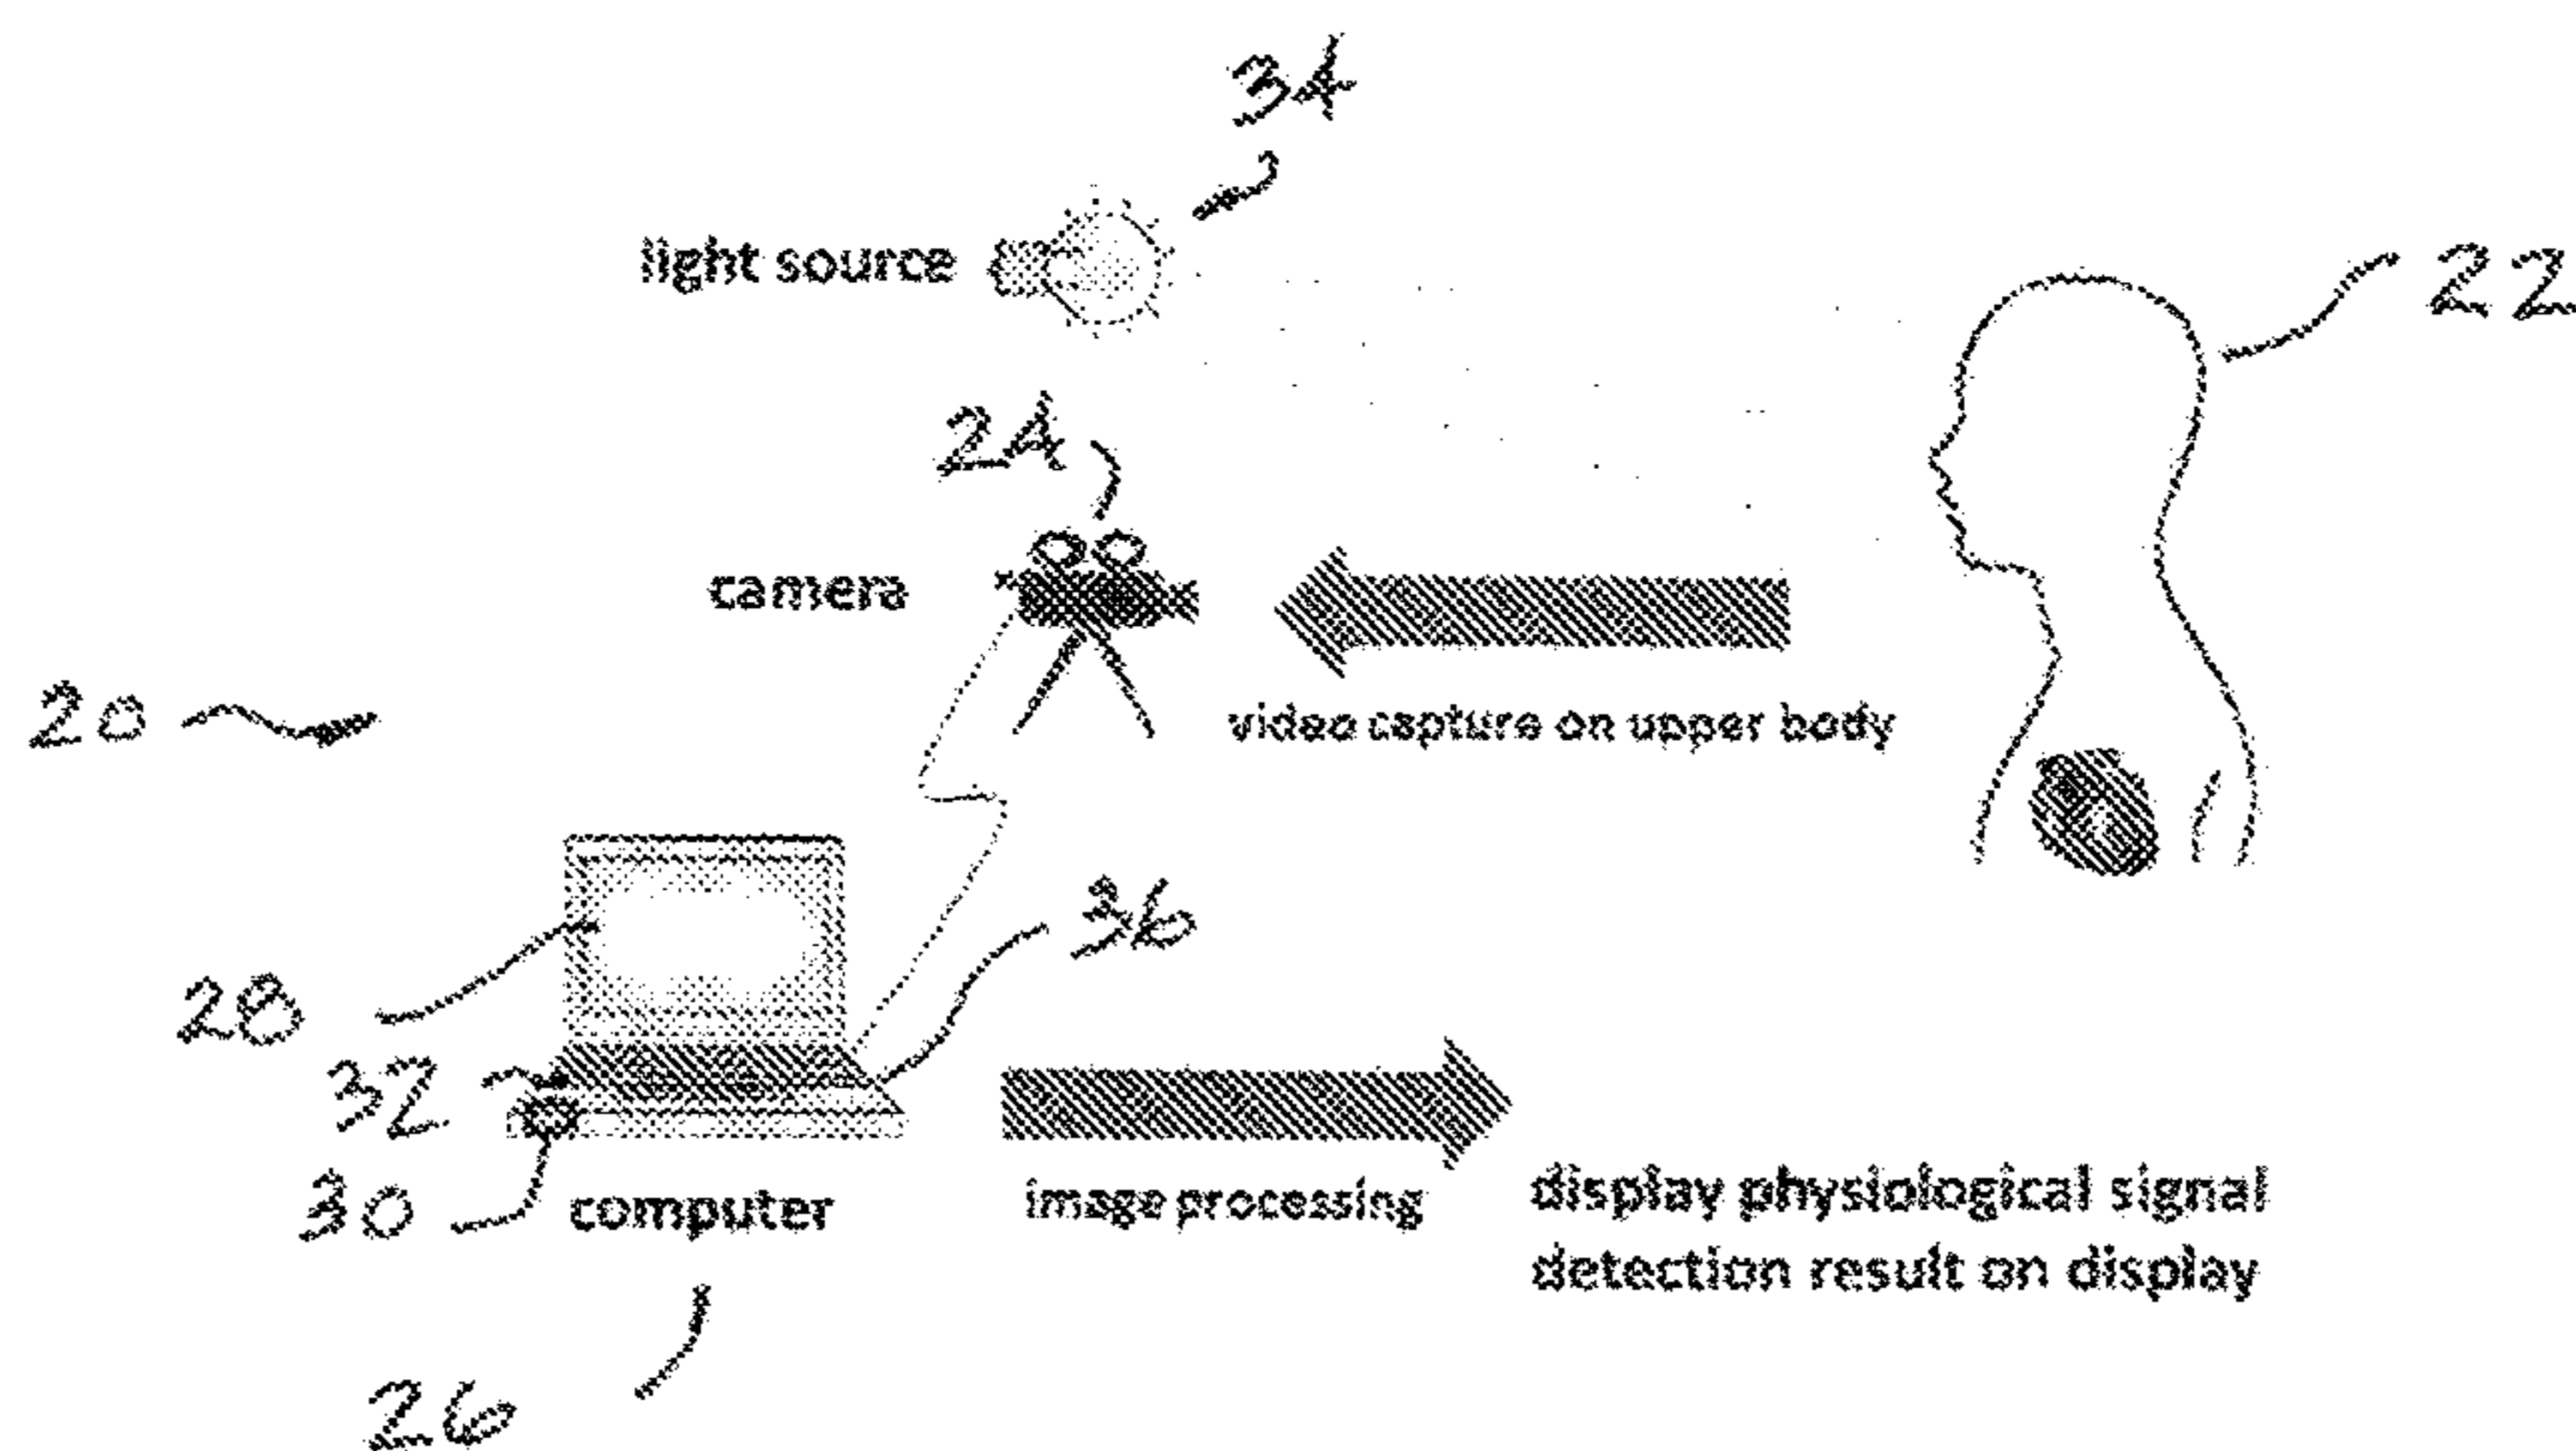 34
light source
22
24
camera
20
video capture on upper body
36
28
32
30
computer
image processing
display physiological signal
detection result on display
26